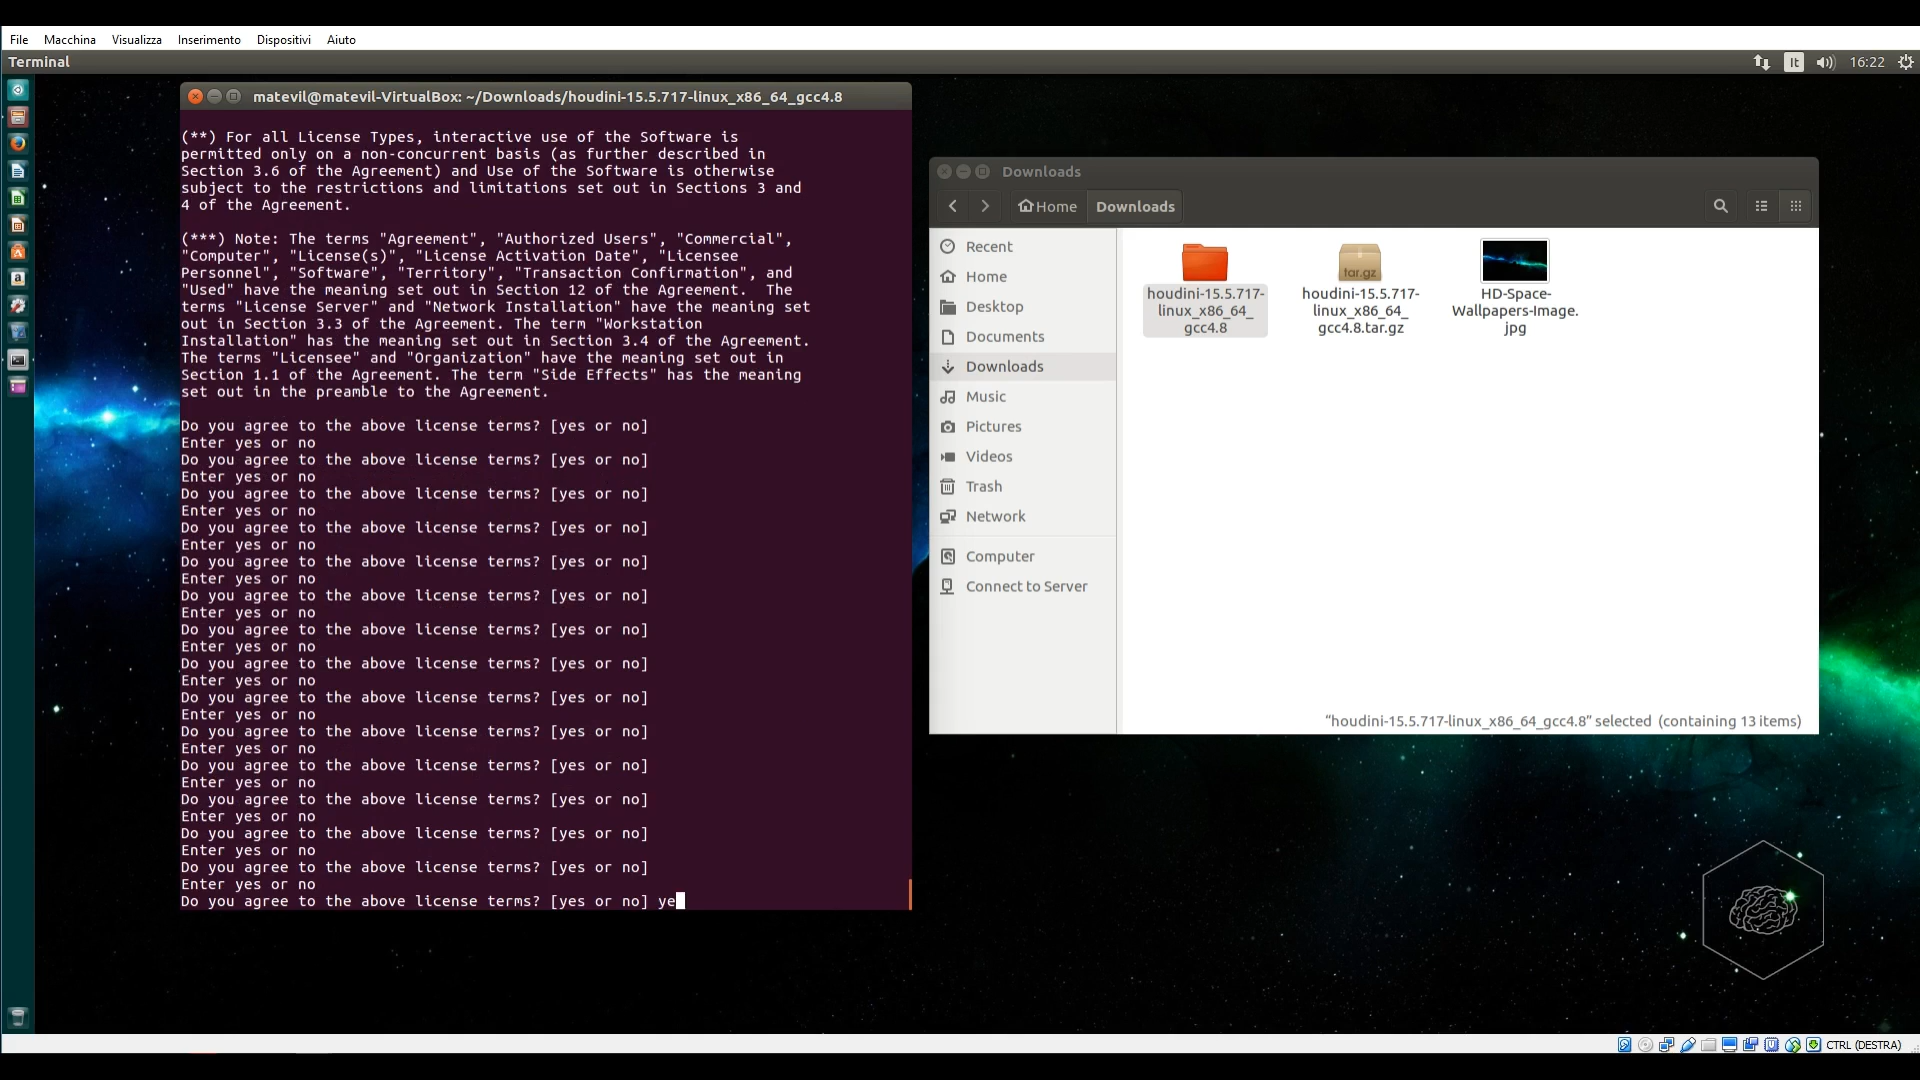 File Macchina Visualizza Inserimento Dispositivi Aiuto
Terminal
It
16:22
matevil@matevil-VirtualBox: ~/Downloads/houdini-15.5.717-linux_x86_64_gcc4.8
(**) For all License Types, interactive use of the Software is
permitted only on a non-concurrent basis (as further described in
Section 3.6 of the Agreement) and Use of the Software is otherwise
subject to the restrictions and limitations set out in Sections 3 and
4 of the Agreement.
(***) Note: The terms "Agreement", "Authorized Users", "Commercial",
"Computer", "License(s)", "License Activation Date", "Licensee
Personnel", "Software", "Territory", "Transaction Confirmation", and
"Used" have the meaning set out in Section 12 of the Agreement.  The
terms "License Server" and "Network Installation" have the meaning set
out in Section 3.3 of the Agreement. The term "Workstation
Installation" has the meaning set out in Section 3.4 of the Agreement.
The terms "Licensee" and "Organization" have the meaning set out in
Section 1.1 of the Agreement. The term "Side Effects" has the meaning
set out in the preamble to the Agreement.
Do you agree to the above license terms? [yes or no]
Enter yes or no
Do you agree to the above license terms? [yes or no]
Enter yes or no
Do you agree to the above license terms? [yes or no]
Enter yes or no
Do you agree to the above license terms? [yes or no]
Enter yes or no
Do you agree to the above license terms? [yes or no]
Enter yes or no
Do you agree to the above license terms? [yes or no]
Enter yes or no
Do you agree to the above license terms? [yes or no]
Enter yes or no
Do you agree to the above license terms? [yes or no]
Enter yes or no
Do you agree to the above license terms? [yes or no]
Enter yes or no
Do you agree to the above license terms? [yes or no]
Enter yes or no
Do you agree to the above license terms? [yes or no]
Enter yes or no
Do you agree to the above license terms? [yes or no]
Enter yes or no
Do you agree to the above license terms? [yes or no]
Enter yes or no
Do you agree to the above license terms? [yes or no]
Enter yes or no
Do you agree to the above license terms? [yes or no] ye
Downloads
Home Downloads
Recent
Home
Desktop
Documents
Downloads
Music
Pictures
Videos
Trash
Network
Computer
Connect to Server
houdini-15.5.717-
linux_x86_64_
gcc4.8
tar.gz
houdini-15.5.717-
linux_x86_64_
gcc4.8.tar.gz
HD-Space-
Wallpapers-Image.
jpg
“houdini-15.5.717-linux_x86_64_gcc4.8” selected (containing 13 items)
CTRL (DESTRA)